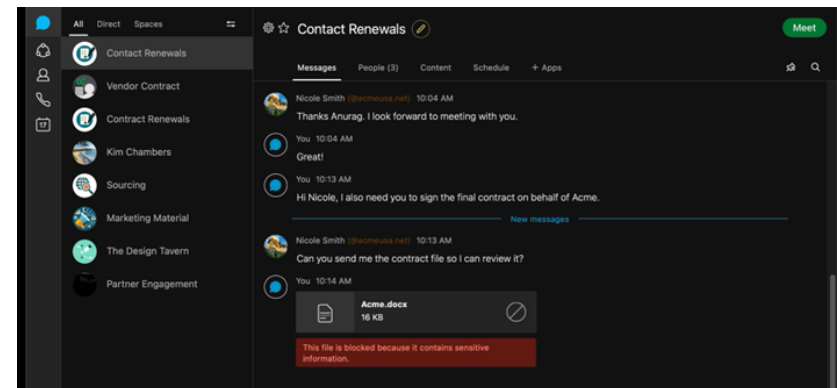 All Direct Spaces
Contact Renewals
Vendor Contract
Contract Renewals
Kim Chambers
Sourcing
Marketing Material
The Design Tavern
Partner Engagement
17
Contact Renewals
Meet
Messages People (3) Content Schedule + Apps
Nicole Smith (@acmeusa.net) 10:04 AM
Thanks Anurag. I look forward to meeting with you.
You 10:04 AM
Great!
You 10:13 AM
Hi Nicole, I also need you to sign the final contract on behalf of Acme.
New messages
Nicole Smith (@acmeusa.net) 10:13 AM
Can you send me the contract file so I can review it?
You 10:14 AM
Acme.docx
16 KB
This file is blocked because it contains sensitive
information.